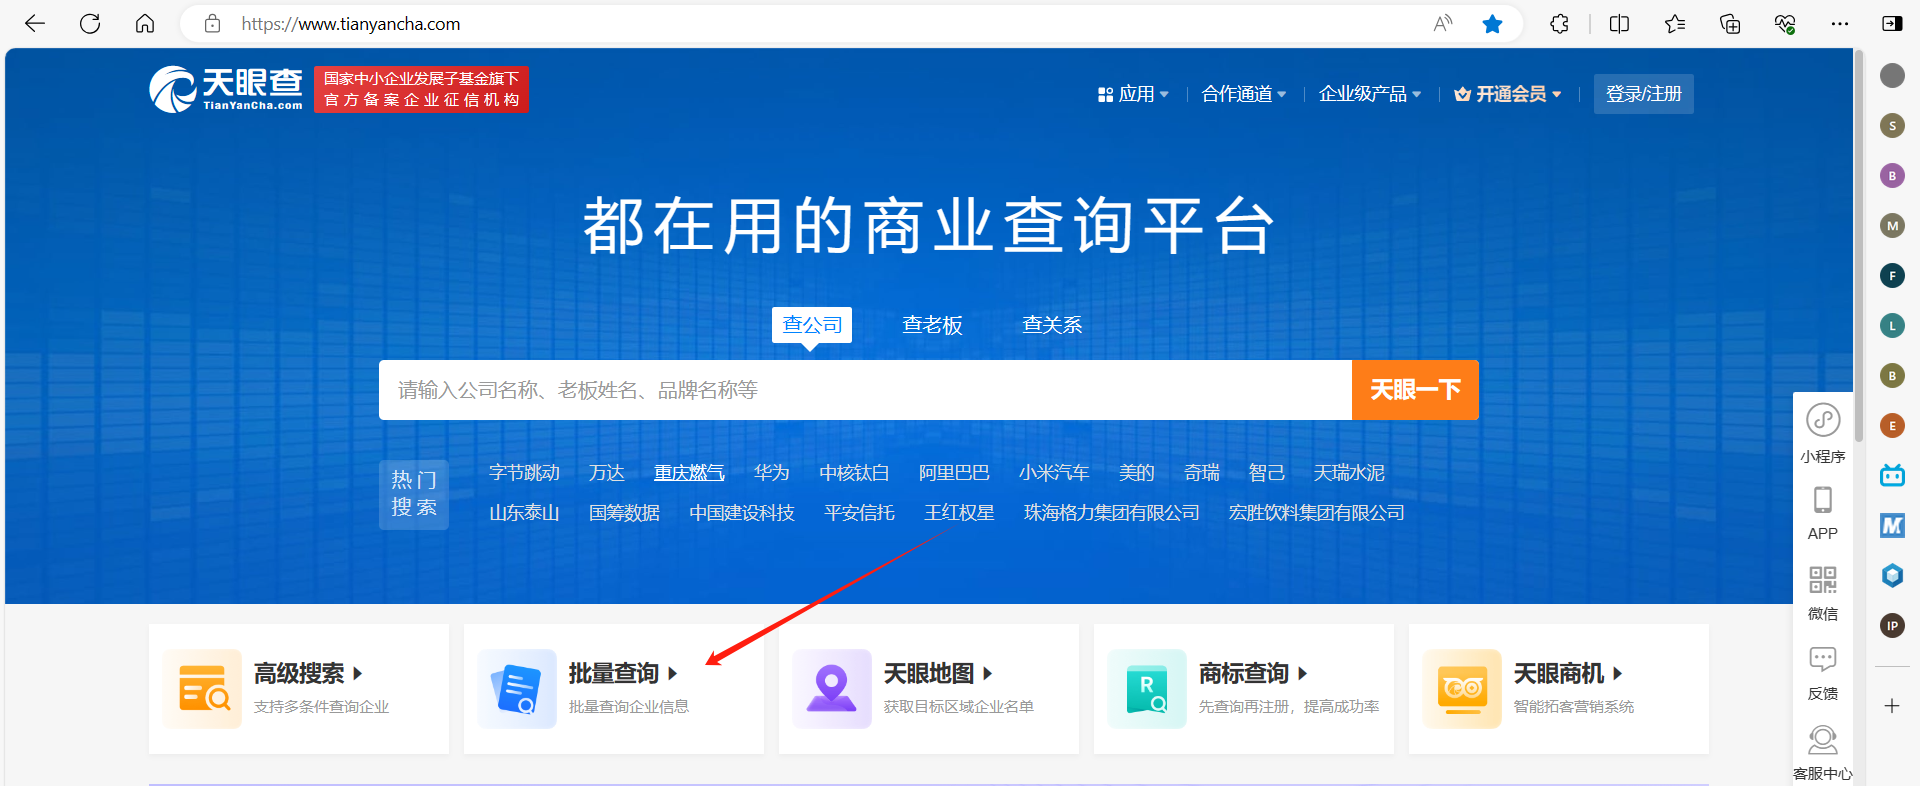 https://www.tianyancha.com
天眼查
TianYanCha.com
国家中小企业发展子基金旗下
官方备案企业征信机构
应用
合作通道
企业级产品
开通会员
登录/注册
都在用的商业查询平台
查公司
查老板
查关系
请输入公司名称、老板姓名、品牌名称等
天眼一下
热门
搜索
字节跳动 万达 重庆燃气 华为 中核钛白 阿里巴巴 小米汽车 美的 奇瑞 智己 天瑞水泥
山东泰山 国筹数据 中国建设科技 平安信托 王红权星 珠海格力集团有限公司 宏胜饮料集团有限公司
高级搜索
支持多条件查询企业
批量查询
批量查询企业信息
天眼地图
获取目标区域企业名单
R
商标查询
先查询再注册，提高成功率
天眼商机
智能拓客营销系统
小程序
APP
微信
反馈
客服中心
S
B
M
F
L
B
E
M
IP